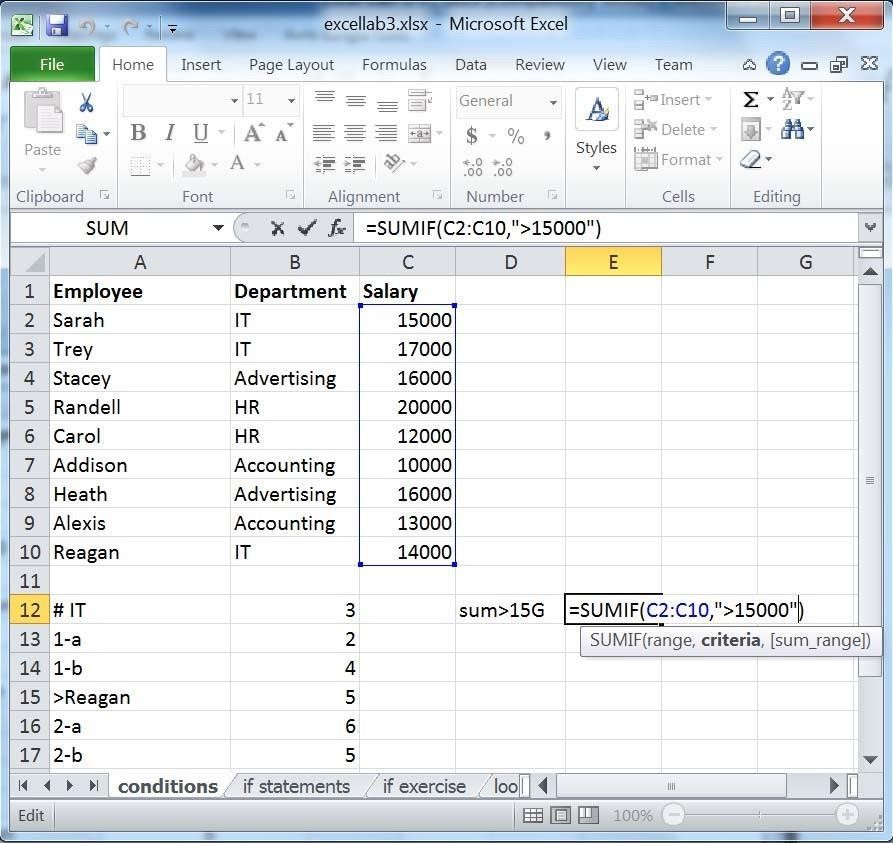 excellab3.xlsx - Microsoft Excel
File Home Insert Page Layout Formulas Data Review View Team
Paste
B I U A A
A
11
General
$ % ,
Styles
Insert
Delete
Format
Clipboard Font Alignment Number Cells Editing
SUM fx =SUMIF(C2:C10,">15000")
A B C D E F G
1 Employee Department Salary
2 Sarah IT 15000
3 Trey IT 17000
4 Stacey Advertising 16000
5 Randell HR 20000
6 Carol HR 12000
7 Addison Accounting 10000
8 Heath Advertising 16000
9 Alexis Accounting 13000
10 Reagan IT 14000
11
12 # IT 3 sum>15G =SUMIF(C2:C10,">15000")
SUMIF(range, criteria, [sum_range])
13 1-a 2
14 1-b 4
15 >Reagan 5
16 2-a 6
17 2-b 5
conditions if statements if exercise loo
Edit 100%